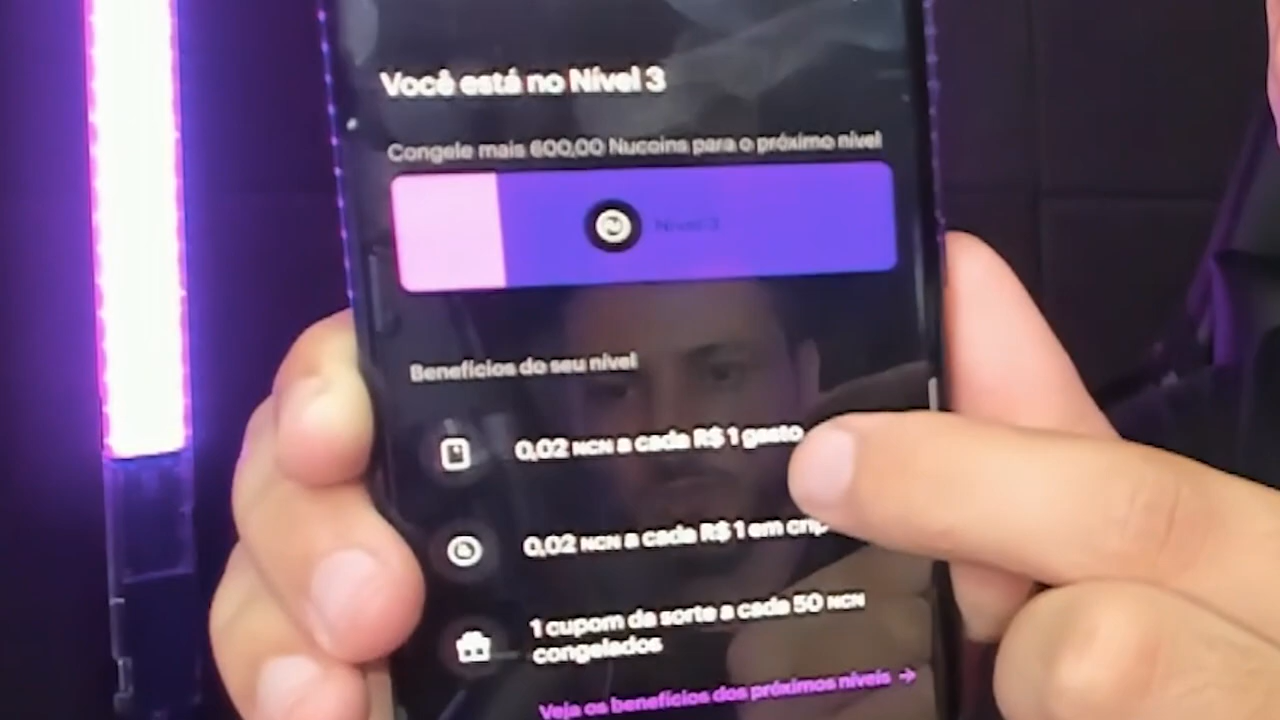 Você está no Nível 3
Congele mais 600,00 Nucoins para o próximo nível
Nível 3
Benefícios do seu nível
0,02 NCN a cada R$ 1 gasto
0,02 NCN a cada R$ 1 em
1 cupom da sorte a cada 50 NCN
congelados
Veja os benefícios dos próximos níveis →